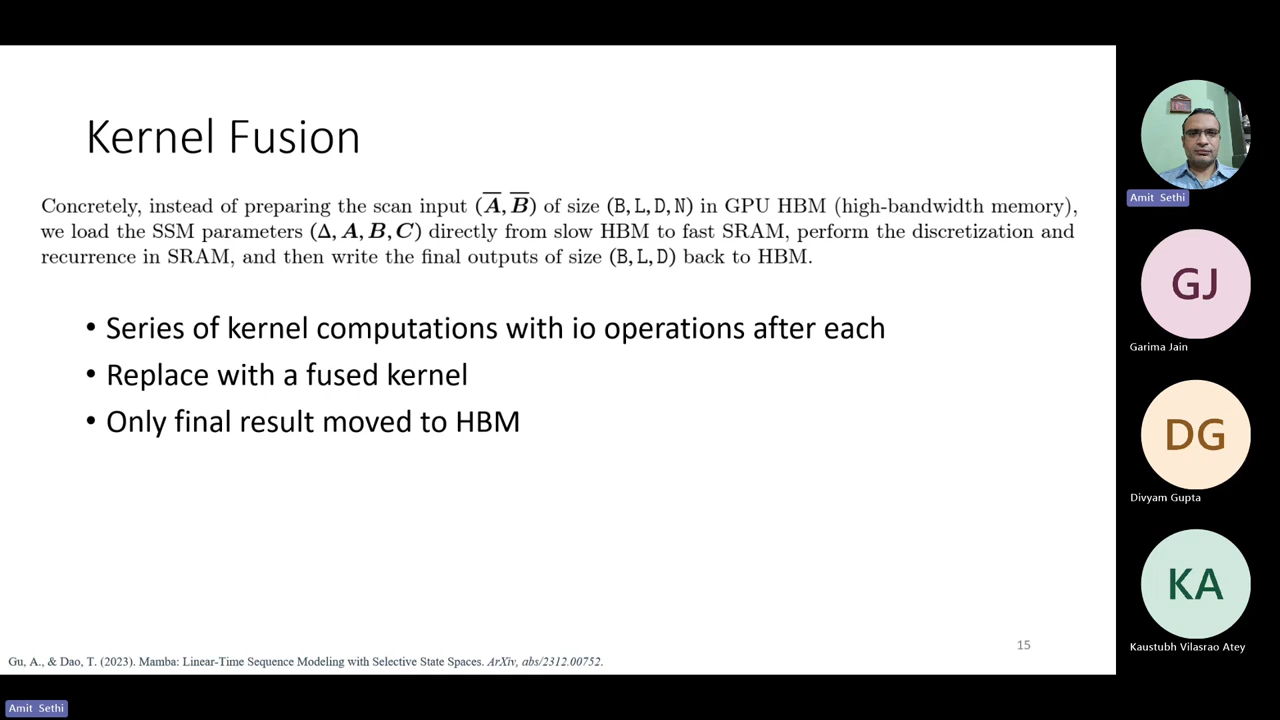 Kernel Fusion
Concretely, instead of preparing the scan input (A̅, B̅) of size (B, L, D, N) in GPU HBM (high-bandwidth memory),
we load the SSM parameters (Δ, A, B, C) directly from slow HBM to fast SRAM, perform the discretization and
recurrence in SRAM, and then write the final outputs of size (B, L, D) back to HBM.
• Series of kernel computations with io operations after each
• Replace with a fused kernel
• Only final result moved to HBM
15
Gu, A., & Dao, T. (2023). Mamba: Linear-Time Sequence Modeling with Selective State Spaces. ArXiv, abs/2312.00752.
Amit Sethi
Amit Sethi
GJ
Garima Jain
DG
Divyam Gupta
KA
Kaustubh Vilasrao Atey